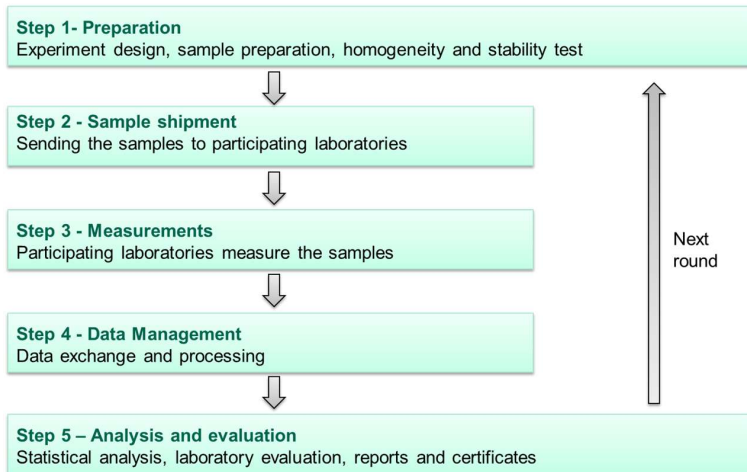 Step 1- Preparation
Experiment design, sample preparation, homogeneity and stability test
Step 2 - Sample shipment
Sending the samples to participating laboratories
Step 3 - Measurements
Participating laboratories measure the samples
Next
round
Step 4 - Data Management
Data exchange and processing
Step 5 – Analysis and evaluation
Statistical analysis, laboratory evaluation, reports and certificates